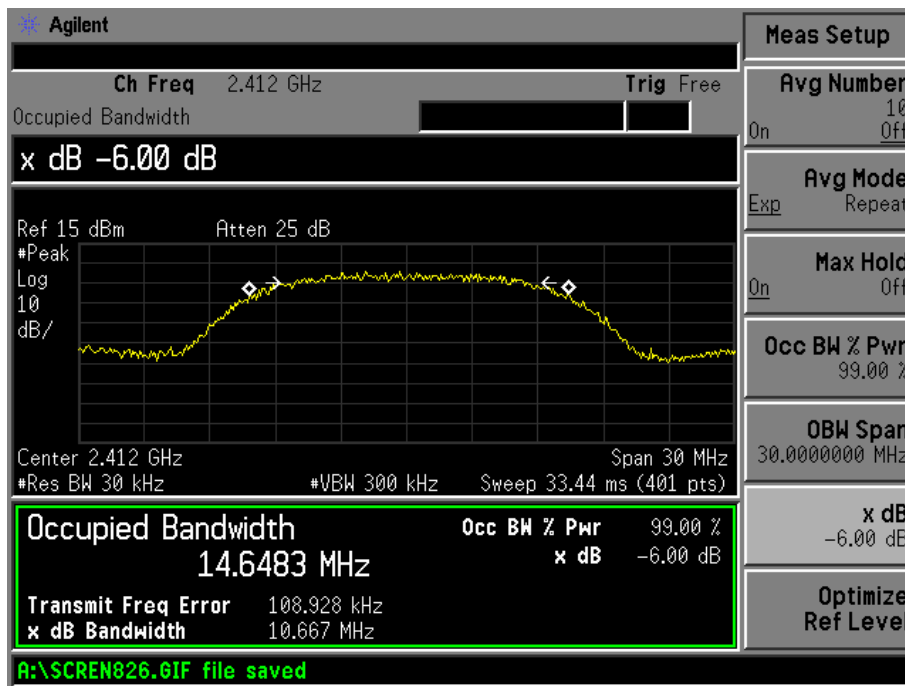 Agilent
Ch Freq 2.412 GHz Trig Free
Occupied Bandwidth
x dB -6.00 dB
Ref 15 dBm Atten 25 dB
#Peak
Log
10
dB/
Center 2.412 GHz Span 30 MHz
#Res BW 30 kHz #VBW 300 kHz Sweep 33.44 ms (401 pts)
Occupied Bandwidth
14.6483 MHz
Occ BW % Pwr 99.00 %
x dB -6.00 dB
Transmit Freq Error 108.928 kHz
x dB Bandwidth 10.667 MHz
A:\SCREN826.GIF file saved
Meas Setup
Avg Number
10
On Off
Avg Mode
Exp Repeat
Max Hold
On Off
Occ BW % Pwr
99.00 %
OBW Span
30.0000000 MHz
x dB
-6.00 dB
Optimize
Ref Level